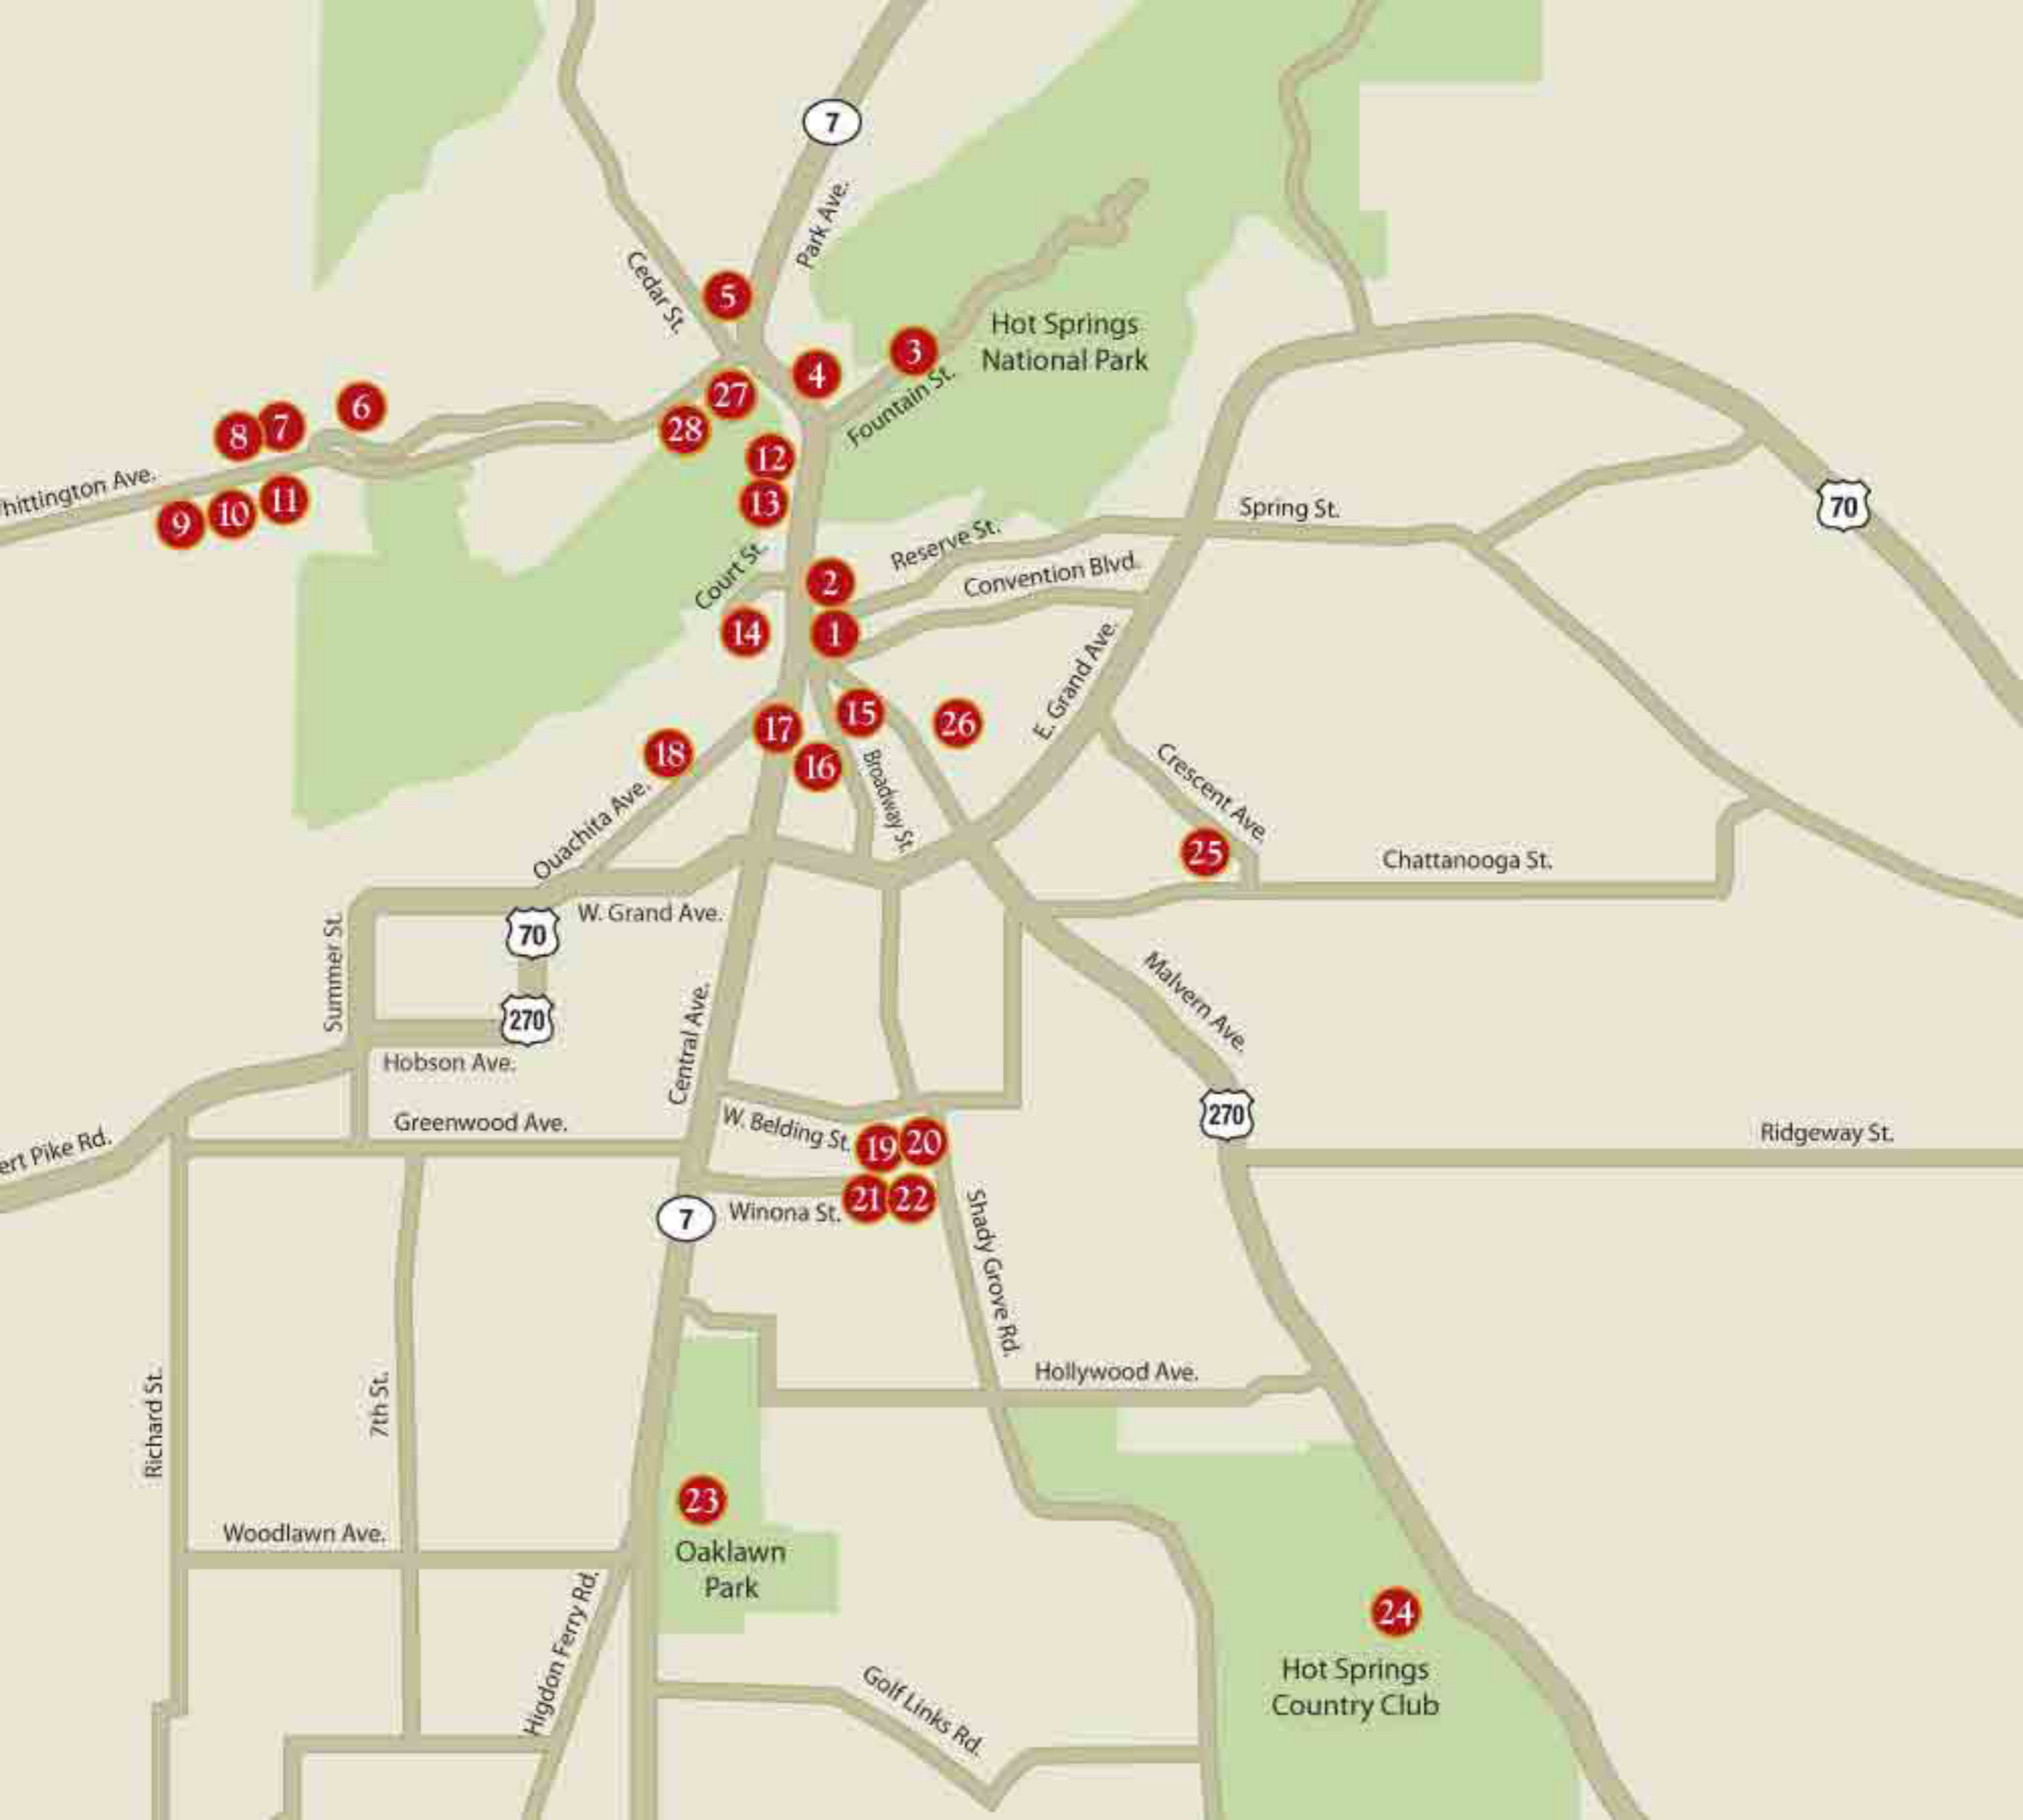 7
Park Ave.
Cedar St.
5
3
Hot Springs
National Park
4
Fountain St.
27
6
28
8
7
12
hittington Ave.
11
13
10
9
70
Spring St.
Reserve St.
Convention Blvd.
Court St.
2
14
1
E. Grand Ave.
15
26
17
18
16
Broadway St.
Crescent Ave.
Ouachita Ave.
25
Chattanooga St.
W. Grand Ave.
70
Summer St.
270
Malvern Ave.
Hobson Ave.
Central Ave.
Greenwood Ave.
W. Belding St.
270
19
20
Ridgeway St.
ert Pike Rd.
21
22
7
Winona St.
Shady Grove Rd.
Hollywood Ave.
Richard St.
7th St.
23
Woodlawn Ave.
Oaklawn
Park
Higdon Ferry Rd.
24
Hot Springs
Country Club
Golf Links Rd.